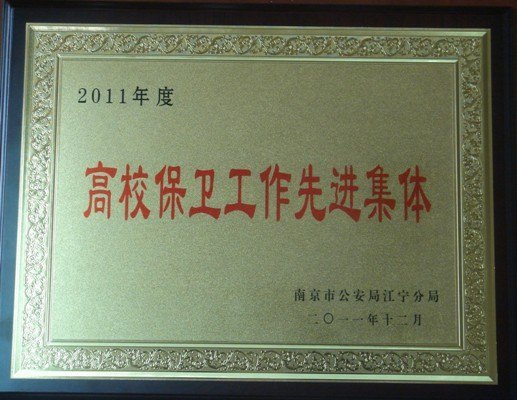 2011年度
高校保卫工作先进集体
南京市公安局江宁分局
二〇一一年十二月